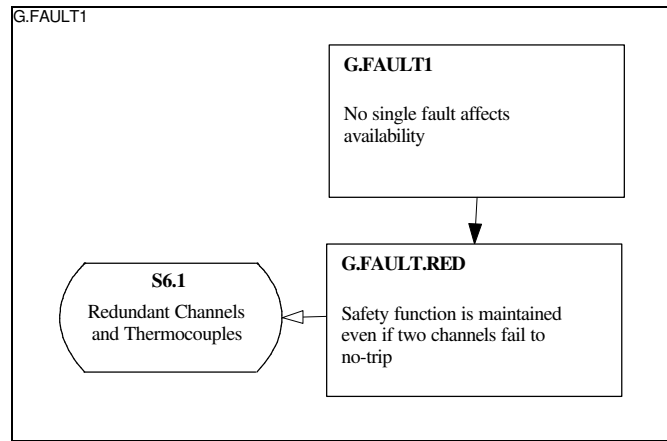 G.FAULT1
G.FAULT1
No single fault affects
availability
G.FAULT.RED
Safety function is maintained
even if two channels fail to
no-trip
S6.1
Redundant Channels
and Thermocouples